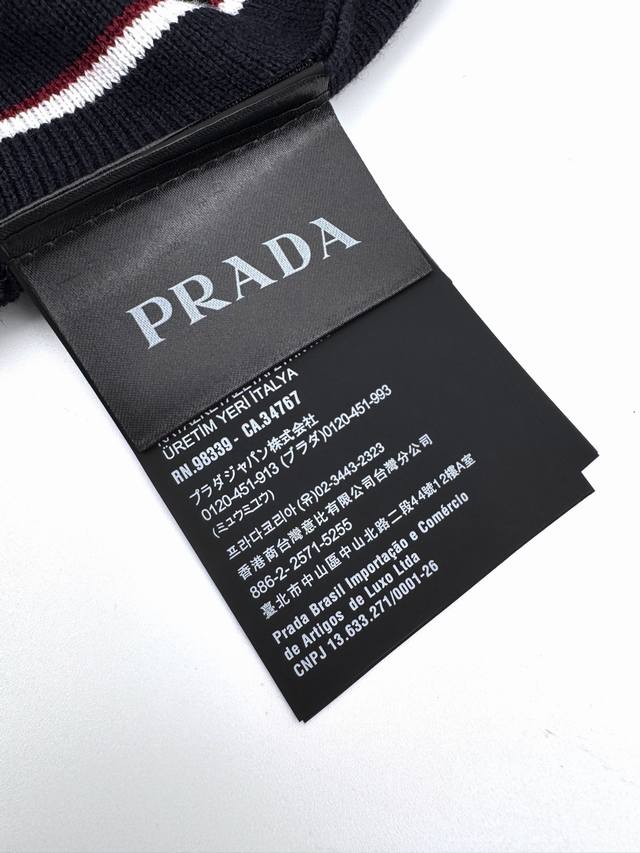 PRADA
ÜRETİM YERİ İTALYA
RN.98339 - CA.34767
プラダジャパン株式会社
0120-451-913 (プラダ)0120-451-993
(ミュウミュウ)
프라다코리아 (유)02-3443-2323
香港商台灣意比有限公司台灣分公司
886-2-2571-5255
臺北市中山區中山北路二段44號12樓A室
Prada Brasil Importação e Comércio
de Artigos de Luxo Ltda
CNPJ 13.633.271/0001-26